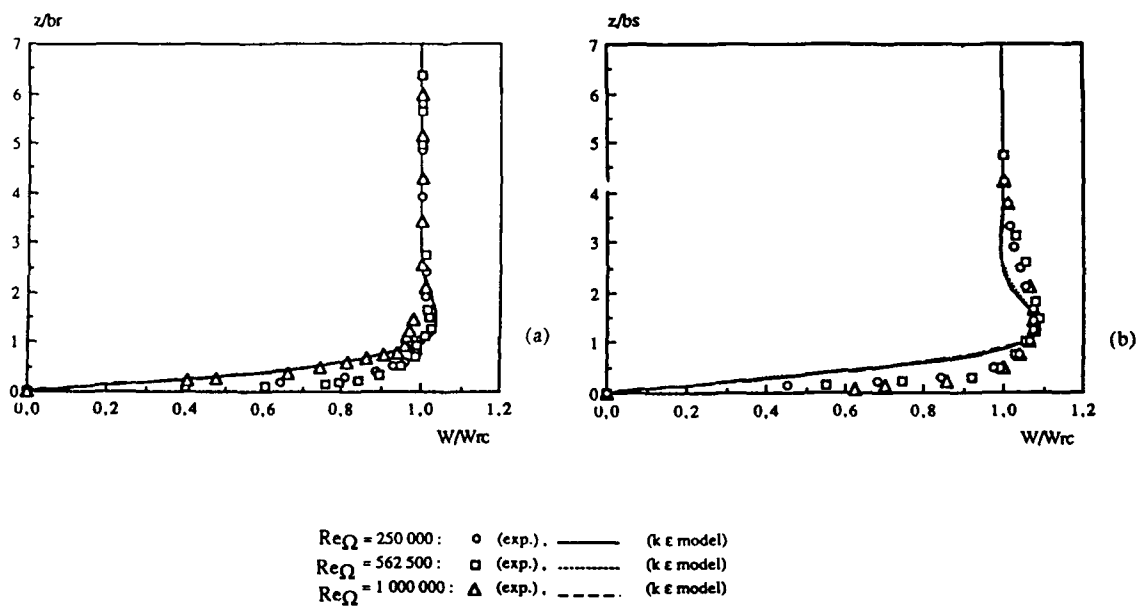 z/br
7
6
5
4
3
2
1
0
0,0 0,2 0,4 0,6 0,8 1,0 1,2
W/Wrc
(a)
z/bs
7
6
5
4
3
2
1
0
0,0 0,2 0,4 0,6 0,8 1,0 1,2
W/Wrc
(b)
ReΩ = 250 000 : (exp.) , (k ε model)
ReΩ = 562 500 : (exp.) , (k ε model)
ReΩ = 1 000 000 : (exp.) , (k ε model)